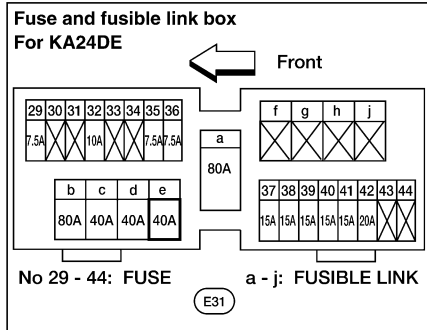 Fuse and fusible link box
For KA24DE
Front
29 30 31 32 33 34 35 36
7.5A 10A 7.5A 7.5A
a
80A
f g h j
b c d e
80A 40A 40A 40A
37 38 39 40 41 42 43 44
15A 15A 15A 15A 15A 20A
No 29 - 44: FUSE
a - j: FUSIBLE LINK
E31